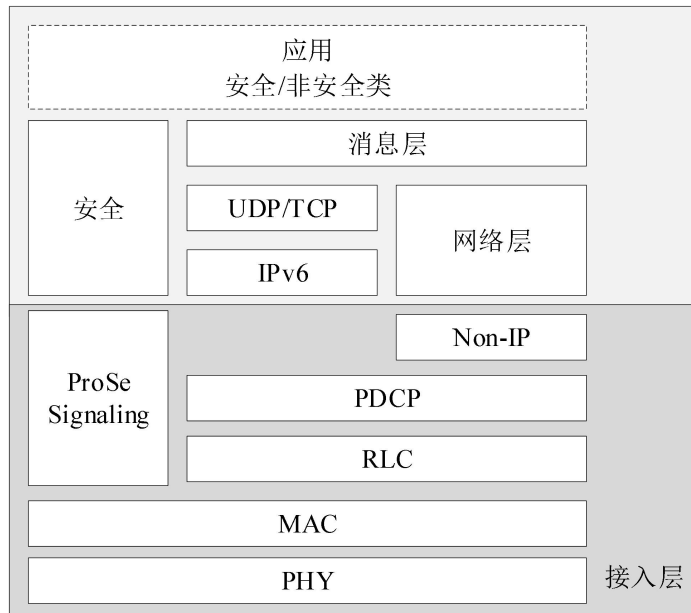 应用
安全/非安全类
安全
消息层
UDP/TCP
网络层
IPv6
ProSe
Signaling
Non-IP
PDCP
RLC
MAC
PHY
接入层